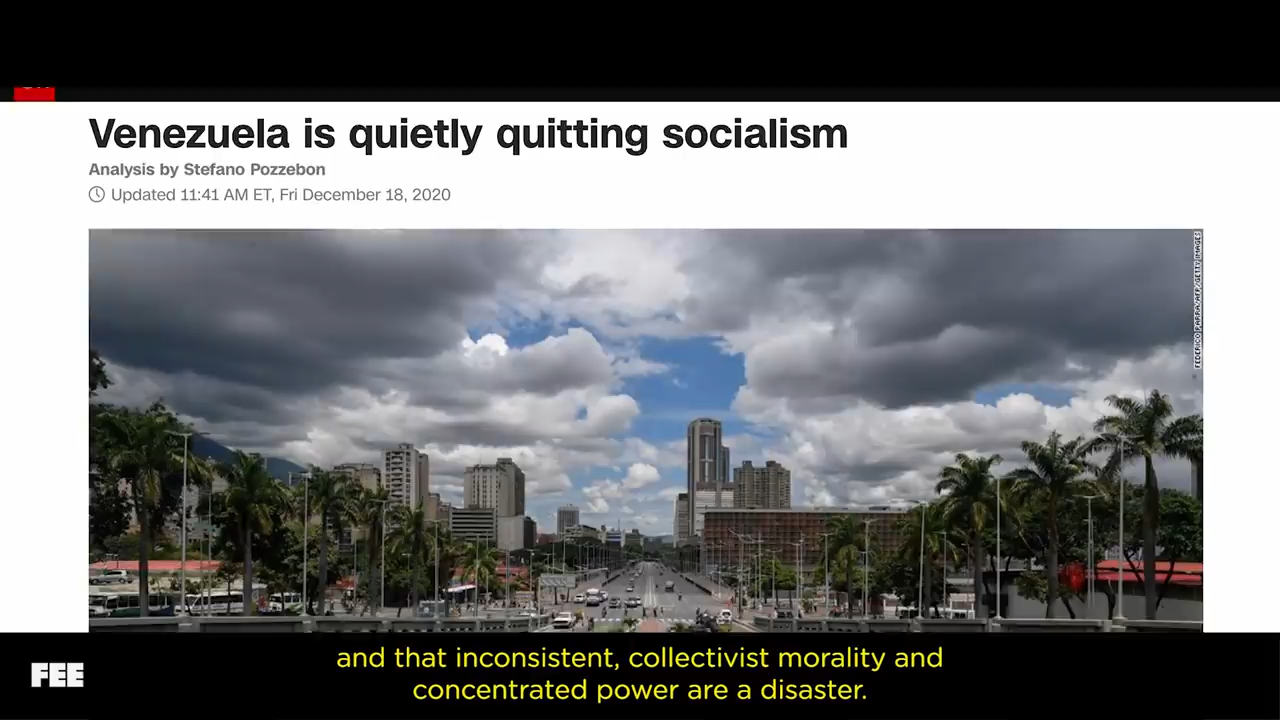 Venezuela is quietly quitting socialism
Analysis by Stefano Pozzebon
Updated 11:41 AM ET, Fri December 18, 2020
FEDERICO PARRA/AFP/GETTY IMAGES
FEE
and that inconsistent, collectivist morality and
concentrated power are a disaster.